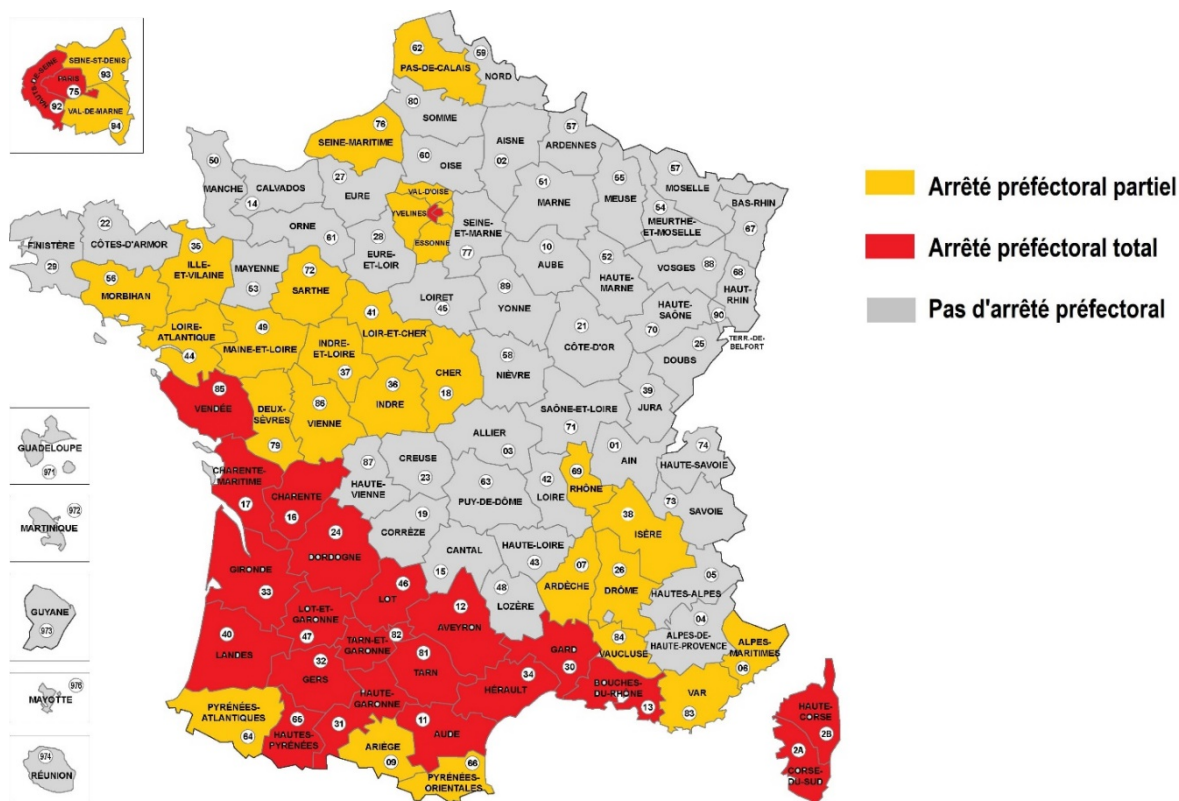 SEINE-ST-DENIS
93
HAUTS-DE-SEINE
PARIS
75
92
VAL-DE-MARNE
94
62
PAS-DE-CALAIS
59
NORD
80
SOMME
76
SEINE-MARITIME
AISNE
02
57
ARDENNES
60
OISE
50
MANCHE
CALVADOS
14
27
EURE
VAL-D'OISE
YVELINES
ESSONNE
SEINE-
ET-MARNE
77
51
MARNE
55
MEUSE
57
MOSELLE
54
MEURTHE-
ET-MOSELLE
BAS-RHIN
67
Arrêté préféctoral partiel
Arrêté préféctoral total
Pas d'arrêté préfectoral
22
CÔTES-D'ARMOR
FINISTÈRE
29
35
ILLE-
ET-VILAINE
56
MORBIHAN
ORNE
61
28
EURE-
ET-LOIR
MAYENNE
53
72
SARTHE
10
AUBE
52
HAUTE-
MARNE
VOSGES
88
68
HAUT-
RHIN
LOIRET
45
89
YONNE
41
LOIR-ET-CHER
LOIRE-
ATLANTIQUE
44
49
MAINE-ET-LOIRE
INDRE-
ET-LOIRE
37
21
CÔTE-D'OR
HAUTE-
SAÔNE
70
90
TERR.-DE-
BELFORT
25
DOUBS
58
NIÈVRE
CHER
18
36
INDRE
39
JURA
85
VENDÉE
DEUX-
SÈVRES
79
86
VIENNE
SAÔNE-ET-LOIRE
71
ALLIER
03
01
AIN
74
HAUTE-SAVOIE
GUADELOUPE
971
87
HAUTE-
VIENNE
CREUSE
23
63
PUY-DE-DÔME
42
LOIRE
69
RHÔNE
73
SAVOIE
CHARENTE-
MARITIME
17
CHARENTE
16
972
MARTINIQUE
19
CORRÈZE
38
ISÈRE
24
DORDOGNE
CANTAL
15
HAUTE-LOIRE
43
07
ARDÈCHE
26
DRÔME
05
HAUTES-ALPES
GIRONDE
33
46
LOT
48
LOZÈRE
GUYANE
973
LOT-ET-
GARONNE
47
12
AVEYRON
04
ALPES-DE-
HAUTE-PROVENCE
84
VAUCLUSE
ALPES-
MARITIMES
06
40
LANDES
TARN-ET-
GARONNE
82
81
TARN
GARD
30
32
GERS
34
HÉRAULT
BOUCHES-
DU-RHÔNE
13
VAR
83
976
MAYOTTE
HAUTE-
GARONNE
31
PYRÉNÉES-
ATLANTIQUES
64
65
HAUTES-
PYRÉNÉES
11
AUDE
ARIÉGE
09
66
PYRÉNÉES-
ORIENTALES
HAUTE-
CORSE
2B
2A
CORSE-
DU-SUD
974
RÉUNION